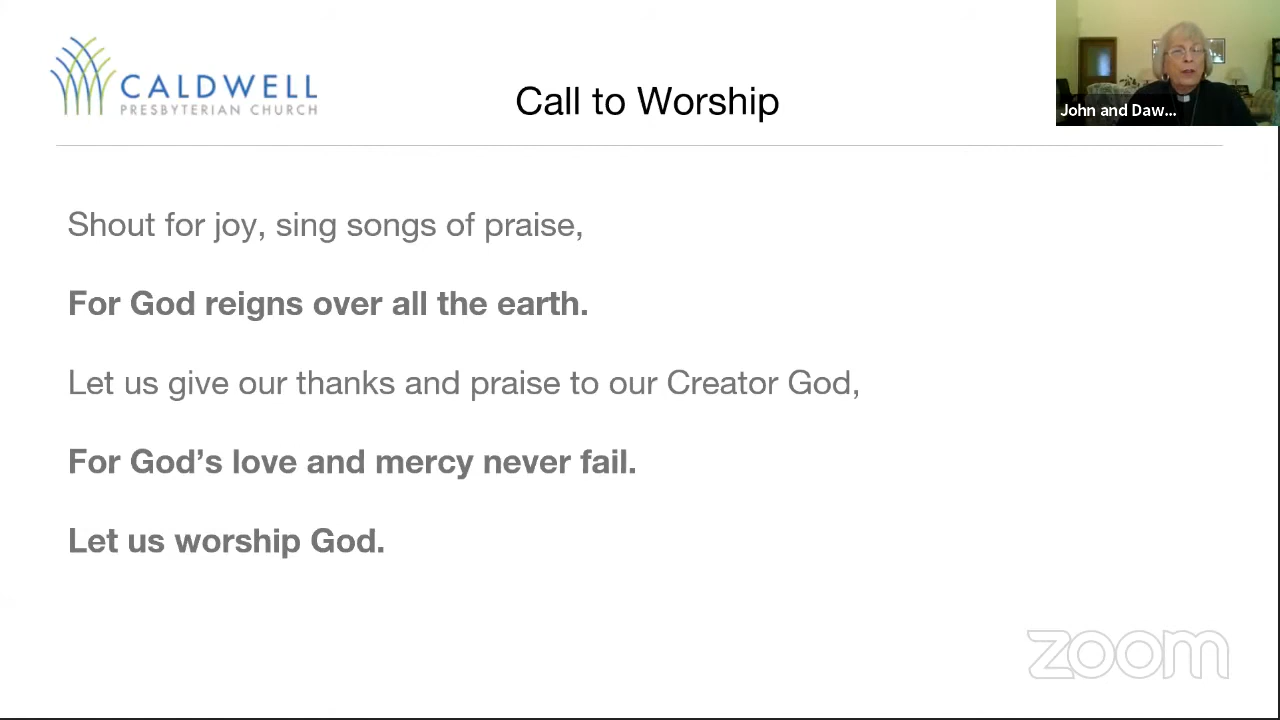 CALDWELL
PRESBYTERIAN CHURCH
Call to Worship
John and Daw...
Shout for joy, sing songs of praise,
For God reigns over all the earth.
Let us give our thanks and praise to our Creator God,
For God’s love and mercy never fail.
Let us worship God.
zoom